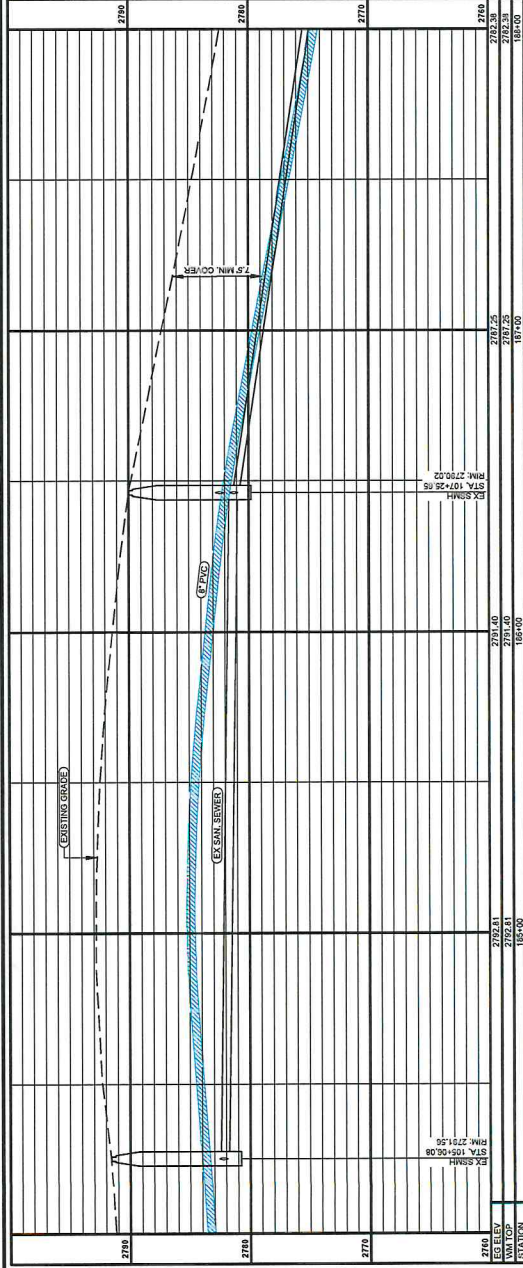 2790
2780
2770
2760
EXISTING GRADE
7.5' MIN. COVER
8" PVC
EX SAN. SEWER
EX SSMH
STA. 105+06.08
RIM: 2791.56
EX SSMH
STA. 107+25.65
RIM: 2790.02
2790
2780
2770
EG ELEV 2792.81 2791.40 2787.25 2782.38
WM TOP 2792.81 2791.40 2787.25 2782.38
STATION 185+00 186+00 187+00 188+00